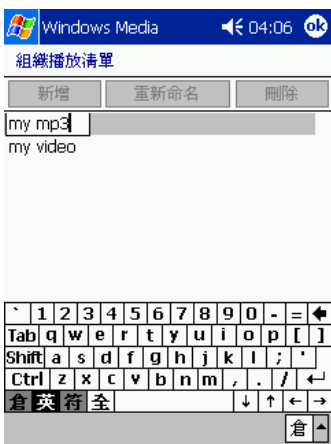 Windows Media 04:06 ok
組織播放清單
新增 重新命名 刪除
my mp3
my video
` 1 2 3 4 5 6 7 8 9 0 - = ←
Tab q w e r t y u i o p [ ]
Shift a s d f g h j k l ; '
Ctrl z x c v b n m , . / ↵
倉 英 符 全 ↓ ↑ ← →
倉